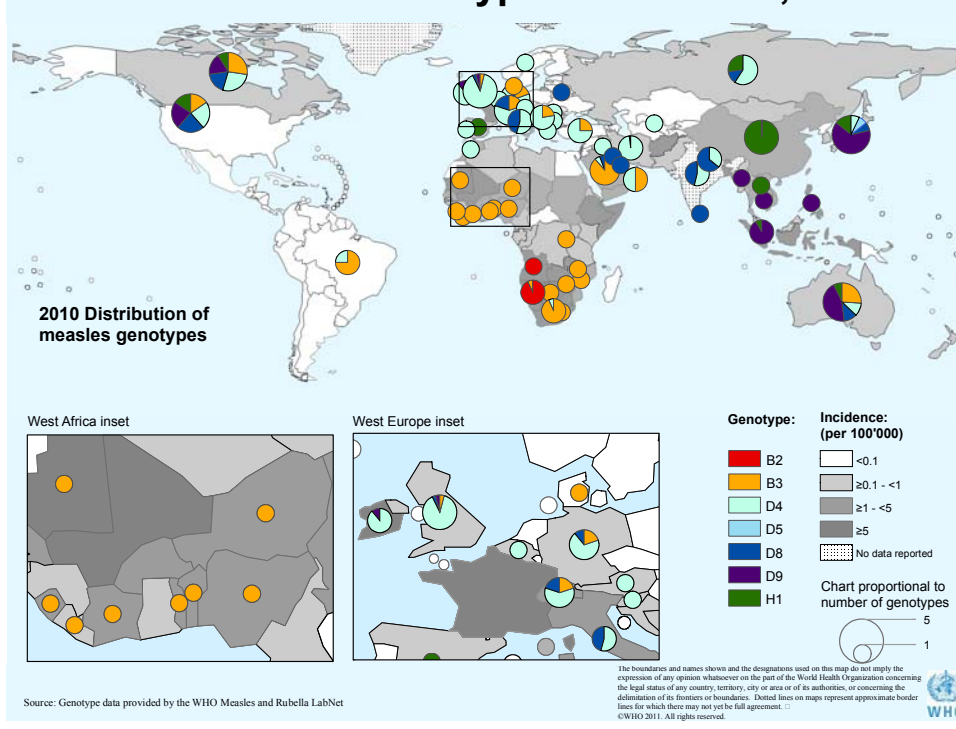 2010 Distribution of
measles genotypes
West Africa inset
West Europe inset
Genotype:
B2
B3
D4
D5
D8
D9
H1
Incidence:
(per 100'000)
<0.1
≥0.1 - <1
≥1 - <5
≥5
No data reported
Chart proportional to
number of genotypes
5
1
The boundaries and names shown and the designations used on this map do not imply the
expression of any opinion whatsoever on the part of the World Health Organization concerning
the legal status of any country, territory, city or area or of its authorities, or concerning the
delimitation of its frontiers or boundaries. Dotted lines on maps represent approximate border
lines for which there may not yet be full agreement. □
©WHO 2011. All rights reserved.
WHO
Source: Genotype data provided by the WHO Measles and Rubella LabNet